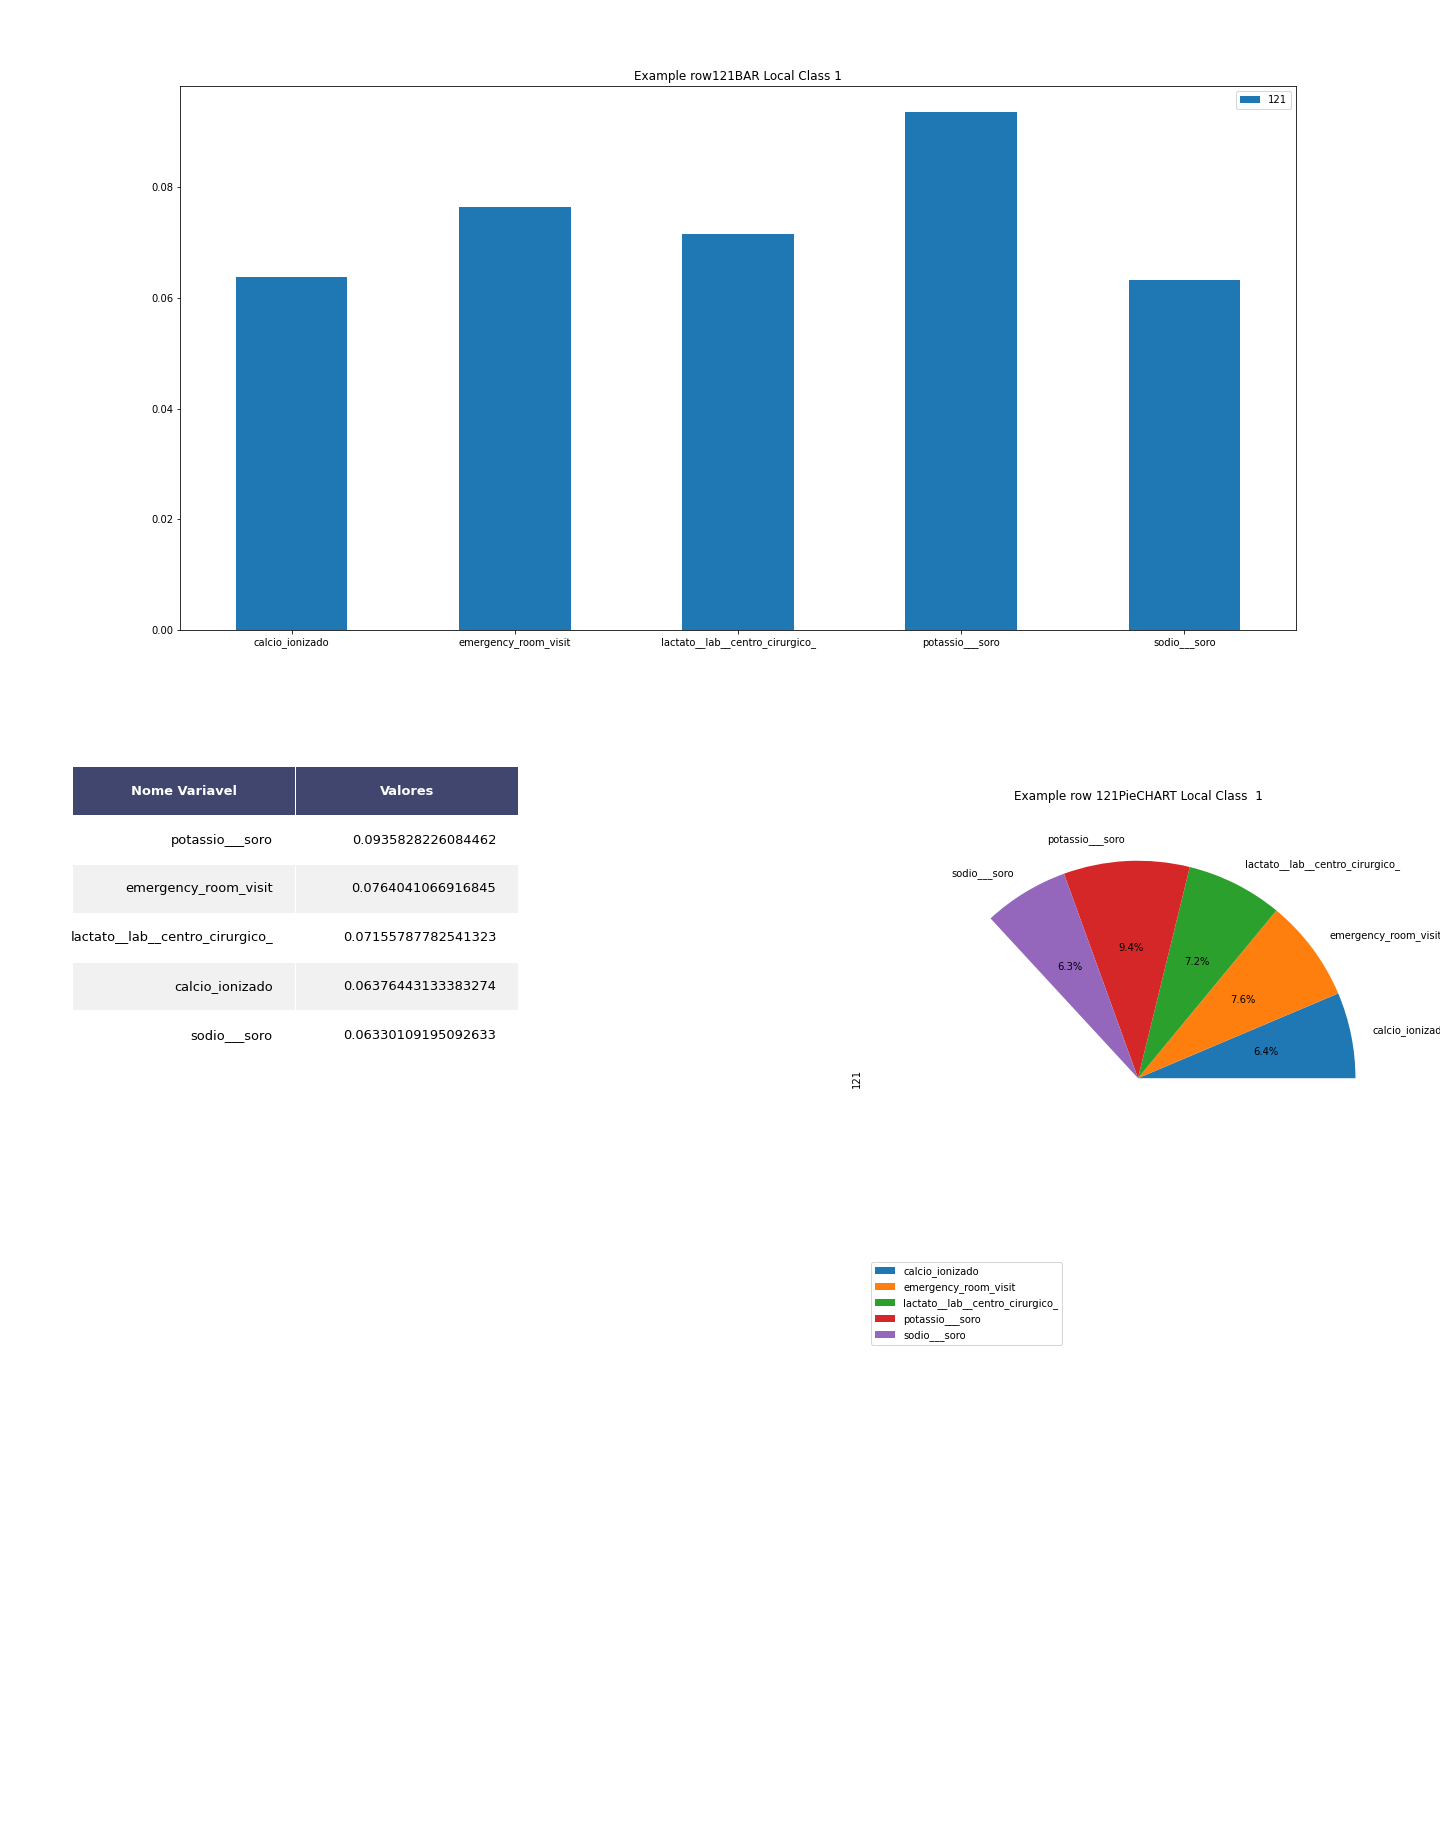 Example row121BAR Local Class 1
121
0.08
0.06
0.04
0.02
0.00
calcio_ionizado
emergency_room_visit
lactato__lab__centro_cirurgico_
potassio___soro
sodio___soro
Nome Variavel Valores
potassio___soro 0.0935828226084462
emergency_room_visit 0.0764041066916845
lactato__lab__centro_cirurgico_ 0.07155787782541323
calcio_ionizado 0.06376443133383274
sodio___soro 0.06330109195092633
Example row 121PieCHART Local Class  1
potassio___soro
lactato__lab__centro_cirurgico_
sodio___soro
emergency_room_visit
calcio_ionizad
9.4%
7.2%
6.3%
7.6%
6.4%
121
calcio_ionizado
emergency_room_visit
lactato__lab__centro_cirurgico_
potassio___soro
sodio___soro